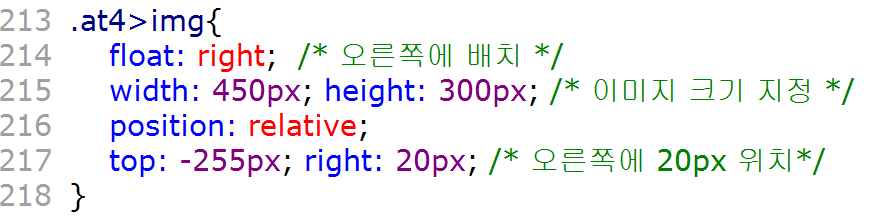 213 .at4>img{
214 float: right; /* 오른쪽에 배치 */
215 width: 450px; height: 300px; /* 이미지 크기 지정 */
216 position: relative;
217 top: -255px; right: 20px; /* 오른쪽에 20px 위치*/
218 }